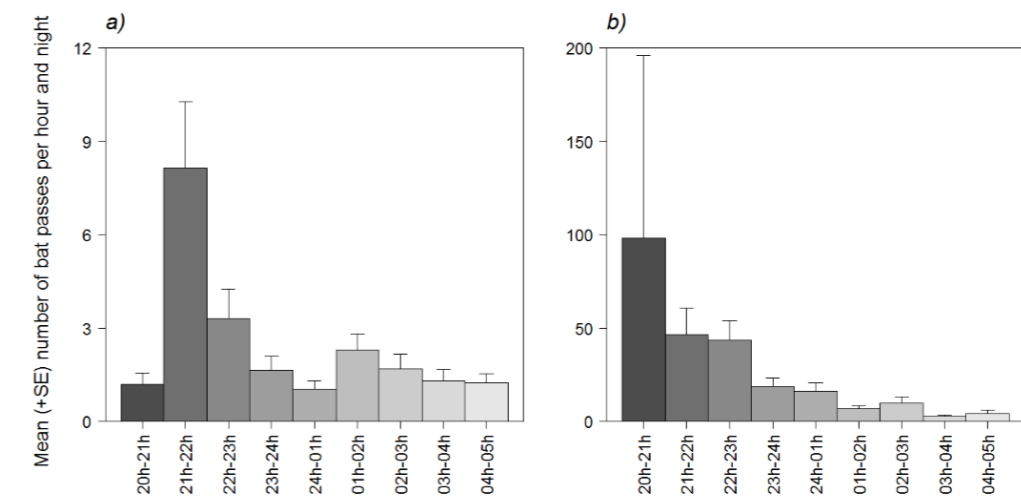 a)
b)
Mean (+SE) number of bat passes per hour and night
12
9
6
3
0
20h-21h
21h-22h
22h-23h
23h-24h
24h-01h
01h-02h
02h-03h
03h-04h
04h-05h
200
150
100
50
0
20h-21h
21h-22h
22h-23h
23h-24h
24h-01h
01h-02h
02h-03h
03h-04h
04h-05h